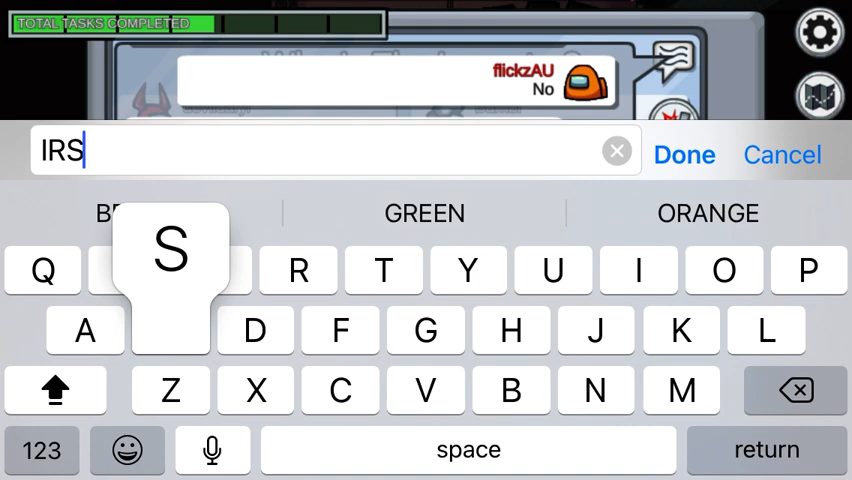 TOTAL TASKS COMPLETED
flickzAU
No
IRS
Done
Cancel
GREEN
ORANGE
S
Q R T Y U I O P
A D F G H J K L
Z X C V B N M
123 space return